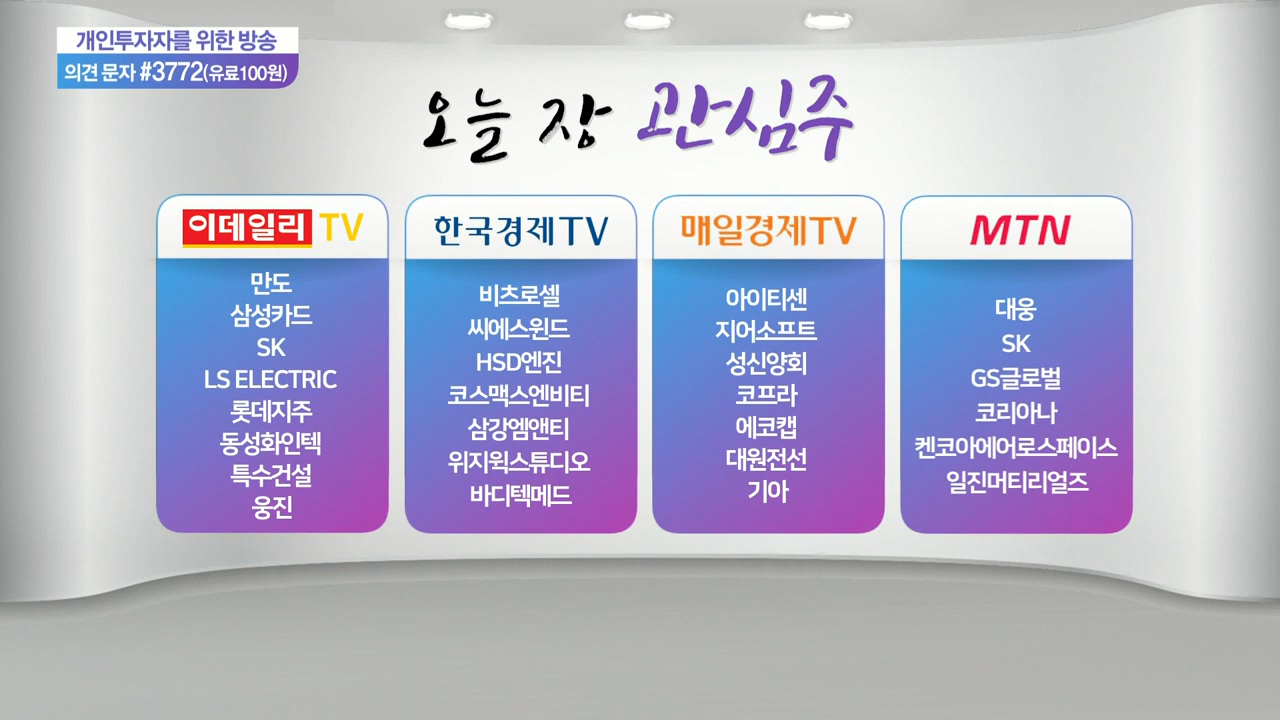 개인투자자를 위한 방송
의견 문자 #3772(유료100원)
오늘 장 관심주
이데일리 TV
만도
삼성카드
SK
LS ELECTRIC
롯데지주
동성화인텍
특수건설
웅진
한국경제TV
비츠로셀
씨에스윈드
HSD엔진
코스맥스엔비티
삼강엠앤티
위지윅스튜디오
바디텍메드
매일경제TV
아이티센
지어소프트
성신양회
코프라
에코캡
대원전선
기아
MTN
대웅
SK
GS글로벌
코리아나
켄코아에어로스페이스
일진머티리얼즈